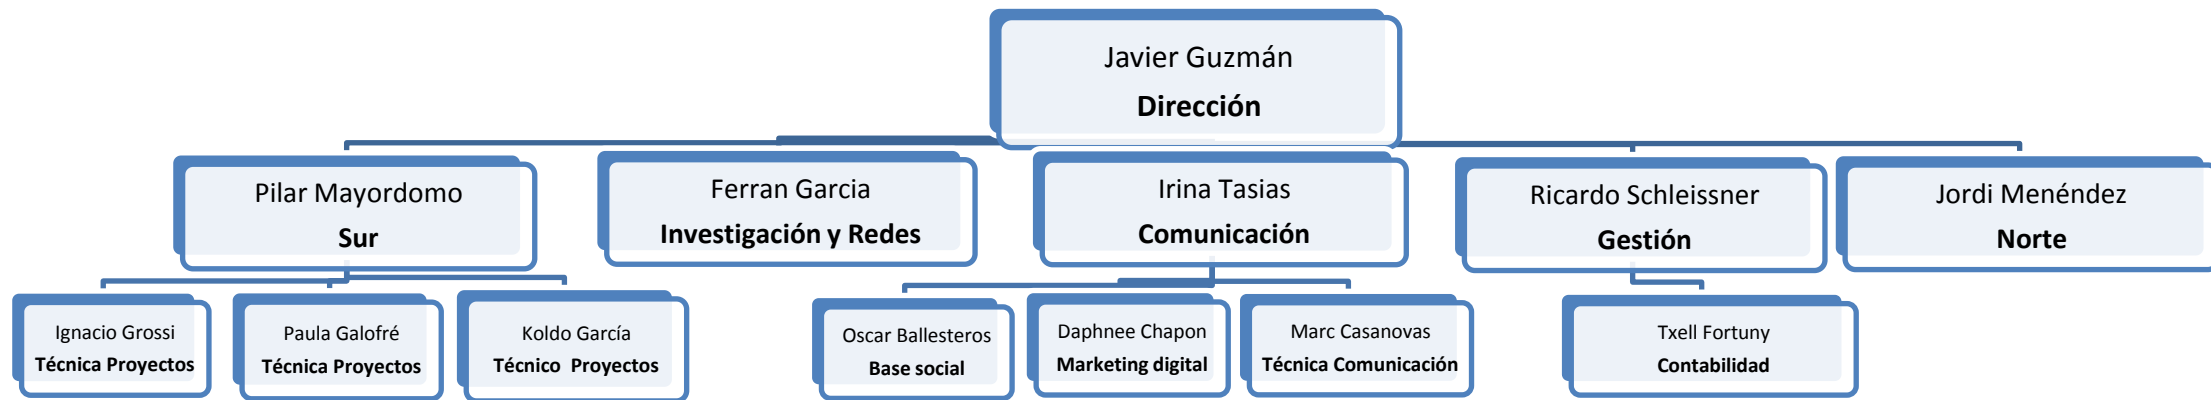 Javier Guzmán
Dirección
Pilar Mayordomo
Sur
Ferran Garcia
Investigación y Redes
Irina Tasias
Comunicación
Ricardo Schleissner
Gestión
Jordi Menéndez
Norte
Ignacio Grossi
Técnica Proyectos
Paula Galofré
Técnica Proyectos
Koldo García
Técnico Proyectos
Oscar Ballesteros
Base social
Daphnee Chapon
Marketing digital
Marc Casanovas
Técnica Comunicación
Txell Fortuny
Contabilidad